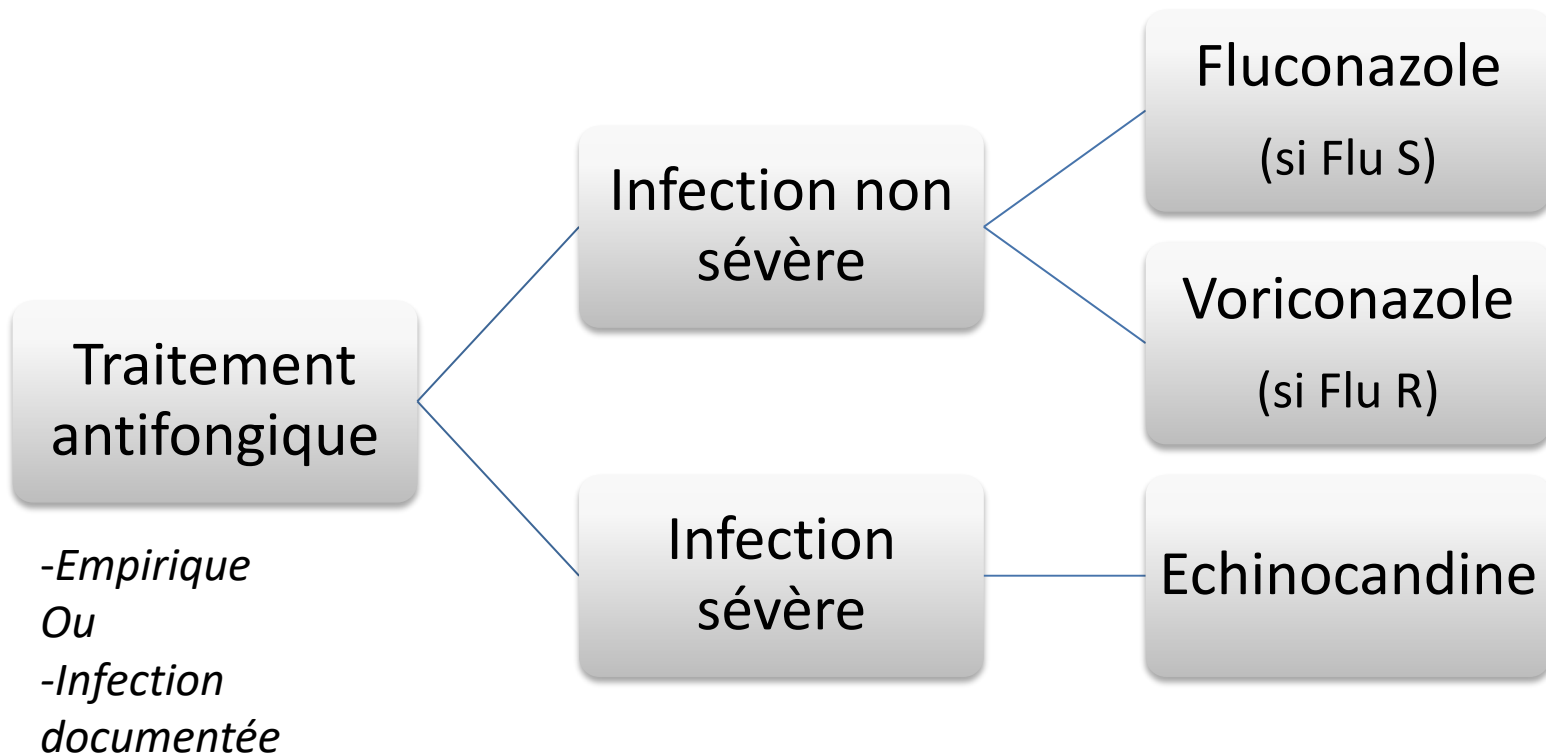 Traitement
antifongique
-Empirique
Ou
-Infection
documentée
Infection non
sévère
Fluconazole
(si Flu S)
Voriconazole
(si Flu R)
Infection
sévère
Echinocandine